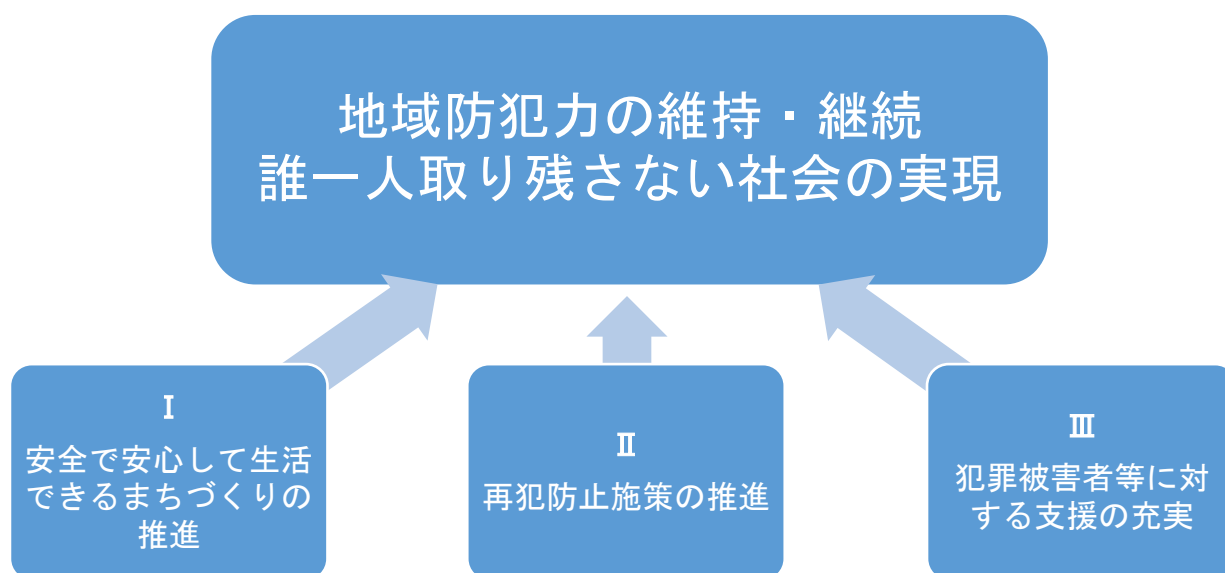 地域防犯力の維持・継続
誰一人取り残さない社会の実現
Ⅰ
安全で安心して生活
できるまちづくりの
推進
Ⅱ
再犯防止施策の推進
Ⅲ
犯罪被害者等に対
する支援の充実